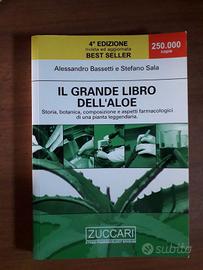 4ª EDIZIONE
rivista ed aggiornata
BEST SELLER
250.000
copie
Alessandro Bassetti e Stefano Sala
IL GRANDE LIBRO
DELL'ALOE
Storia, botanica, composizione e aspetti farmacologici
di una pianta leggendaria.
ZUCCARI
subito